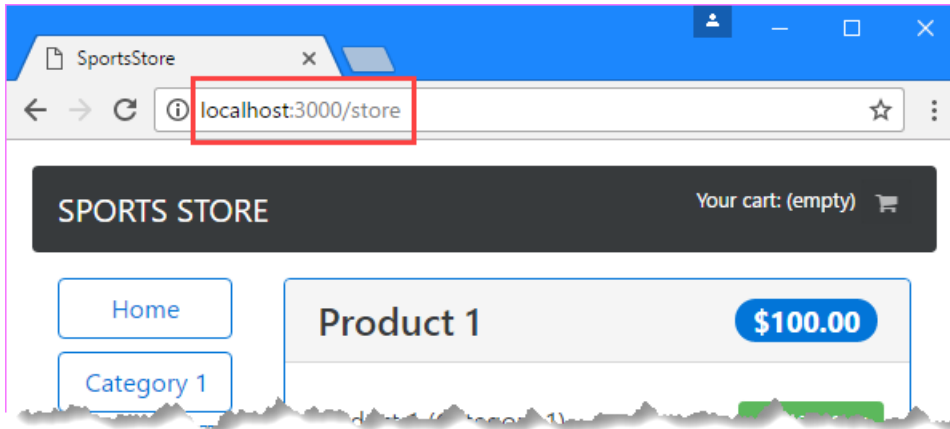 SportsStore
localhost:3000/store
SPORTS STORE
Your cart: (empty)
Home
Product 1
$100.00
Category 1